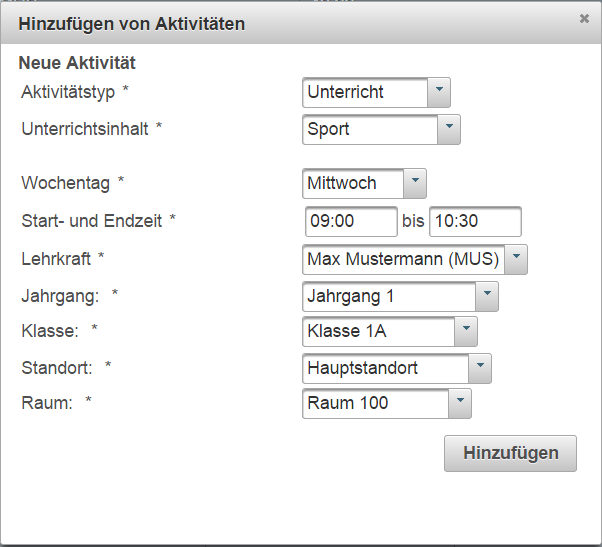 Hinzufügen von Aktivitäten
Neue Aktivität
Aktivitätstyp * Unterricht
Unterrichtsinhalt * Sport
Wochentag * Mittwoch
Start- und Endzeit * 09:00 bis 10:30
Lehrkraft * Max Mustermann (MUS)
Jahrgang: * Jahrgang 1
Klasse: * Klasse 1A
Standort: * Hauptstandort
Raum: * Raum 100
Hinzufügen